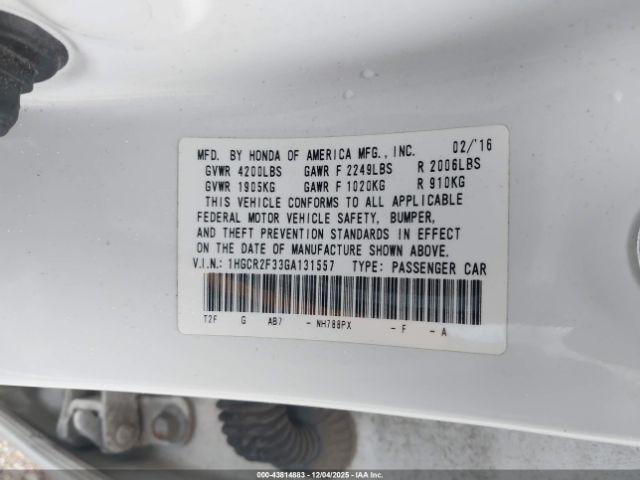 MFD. BY HONDA OF AMERICA MFG., INC. 02/'16
GVWR 4200LBS GAWR F 2249LBS R 2006LBS
GVWR 1905KG GAWR F 1020KG R 910KG
THIS VEHICLE CONFORMS TO ALL APPLICABLE
FEDERAL MOTOR VEHICLE SAFETY, BUMPER,
AND THEFT PREVENTION STANDARDS IN EFFECT
ON THE DATE OF MANUFACTURE SHOWN ABOVE.
V.I.N.: 1HGCR2F33GA131557 TYPE: PASSENGER CAR
T2F G AB7 - NH788PX - F - A
000-43814883 | 12/04/2025 - IAA, Inc.